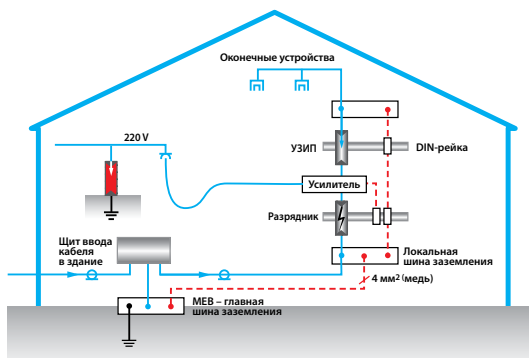 Оконечные устройства
220 V
УЗИП
DIN-рейка
Усилитель
Разрядник
Щит ввода
кабеля
в здание
Локальная
шина заземления
4 мм² (медь)
МЕВ – главная
шина заземления